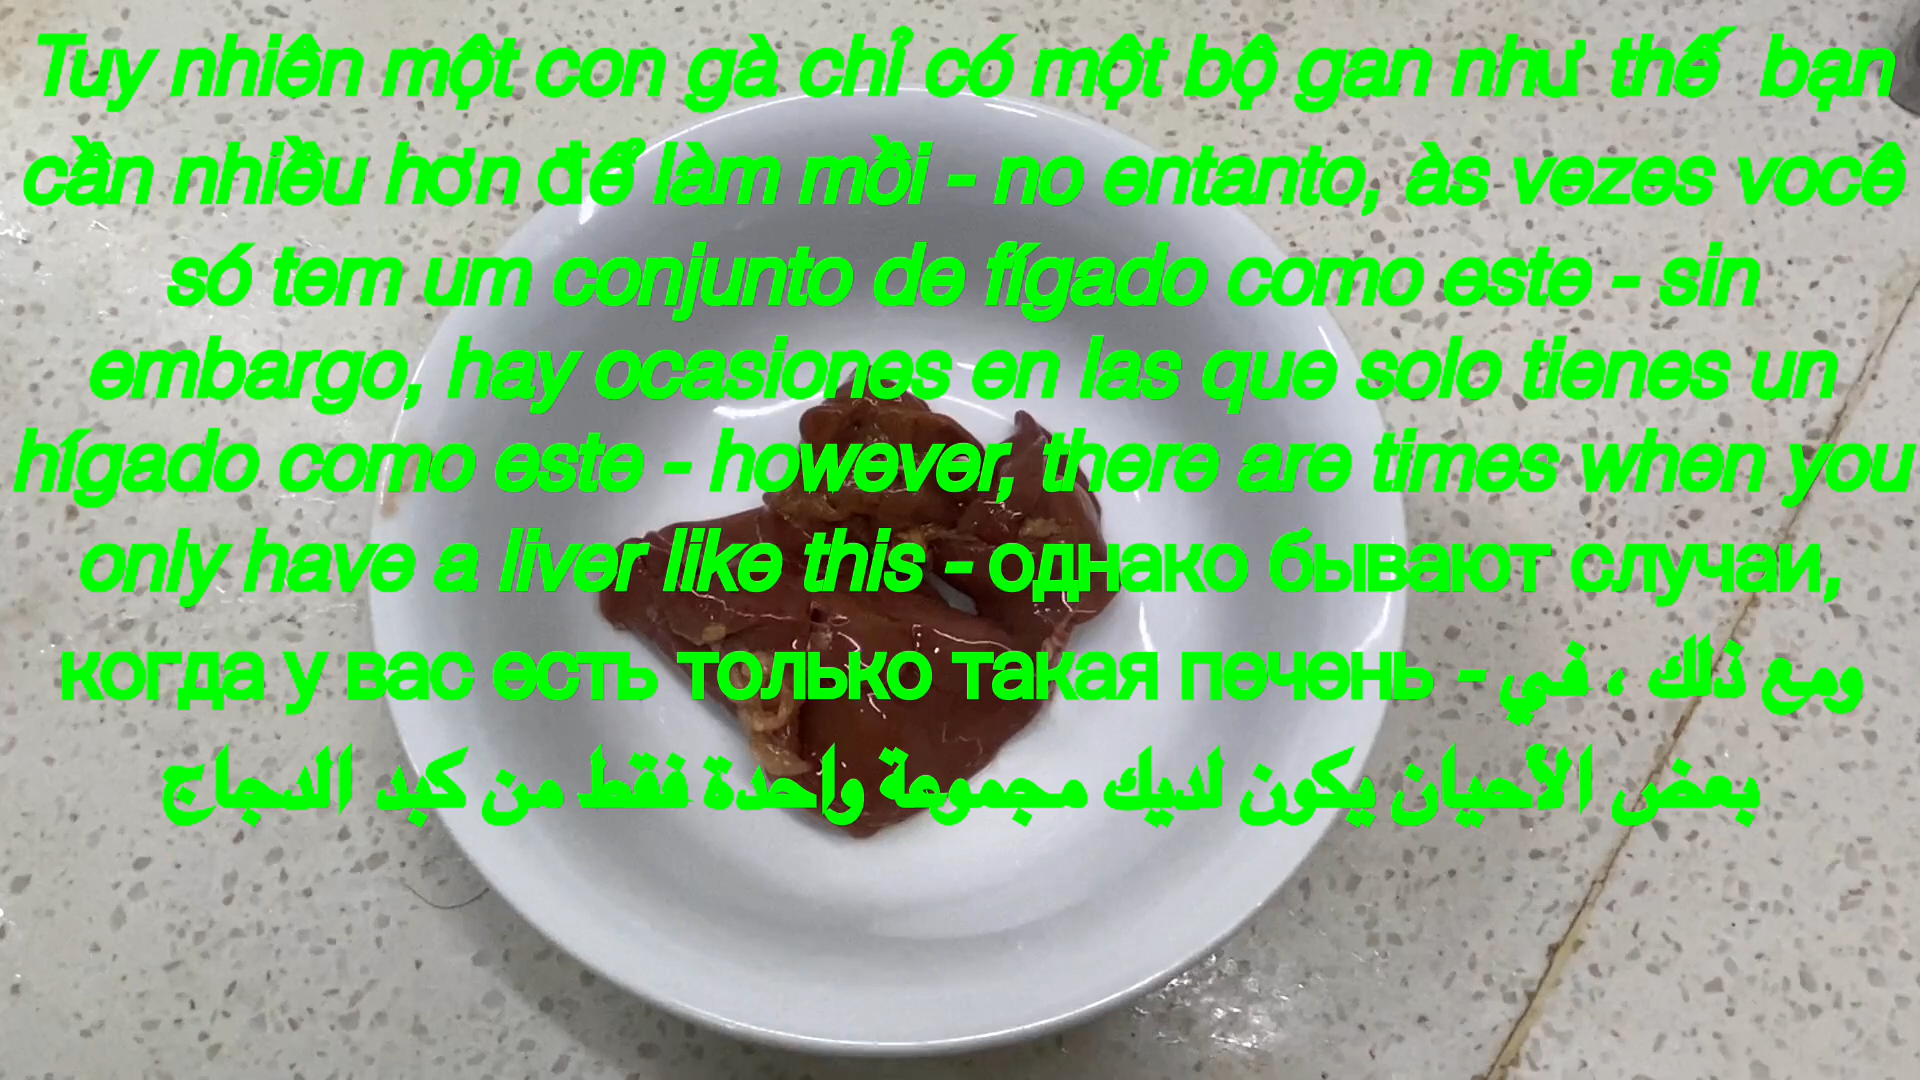 Tuy nhiên một con gà chỉ có một bộ gan như thế bạn
cần nhiều hơn để làm mồi - no entanto, às vezes você
só tem um conjunto de fígado como este - sin
embargo, hay ocasiones en las que solo tienes un
hígado como este - however, there are times when you
only have a liver like this - однако бывают случаи,
когда у вас есть только такая печень - ومع ذلك ، في
بعض الأحيان يكون لديك مجموعة واحدة فقط من كبد الدجاج